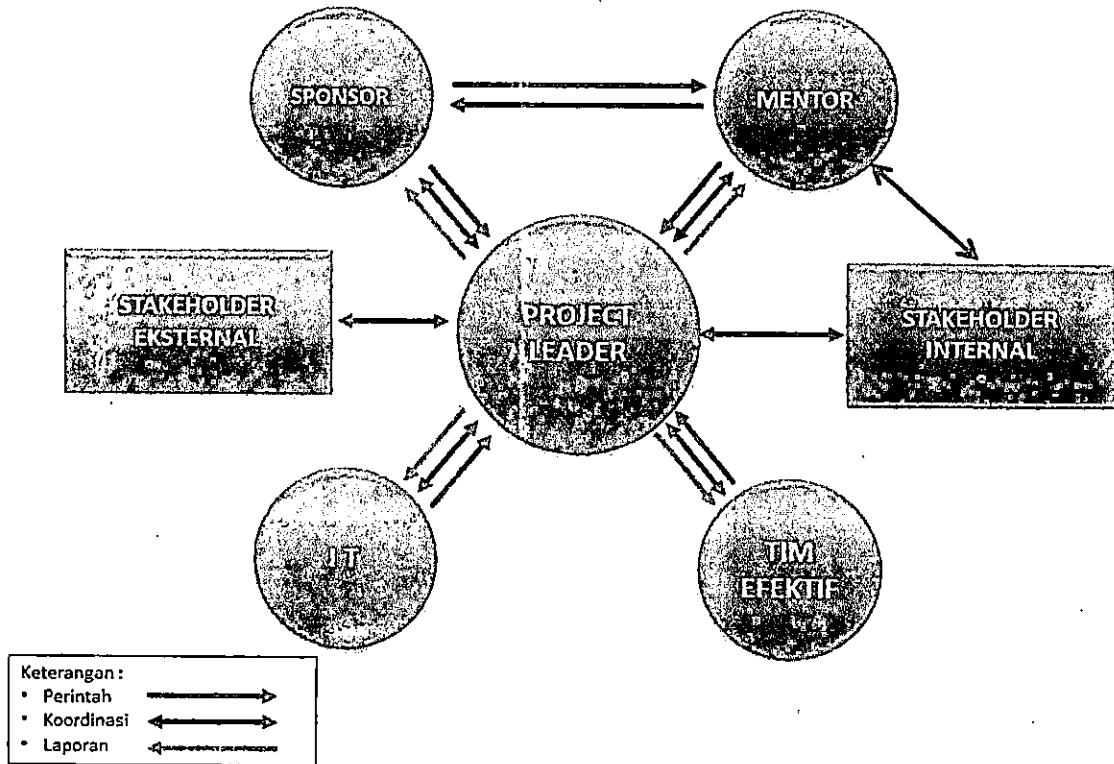 SPONSOR
MENTOR
STAKEHOLDER
EKSTERNAL
PROJECT
LEADER
STAKEHOLDER
INTERNAL
I T
TIM
EFEKTIF
Keterangan :
• Perintah
• Koordinasi
• Laporan